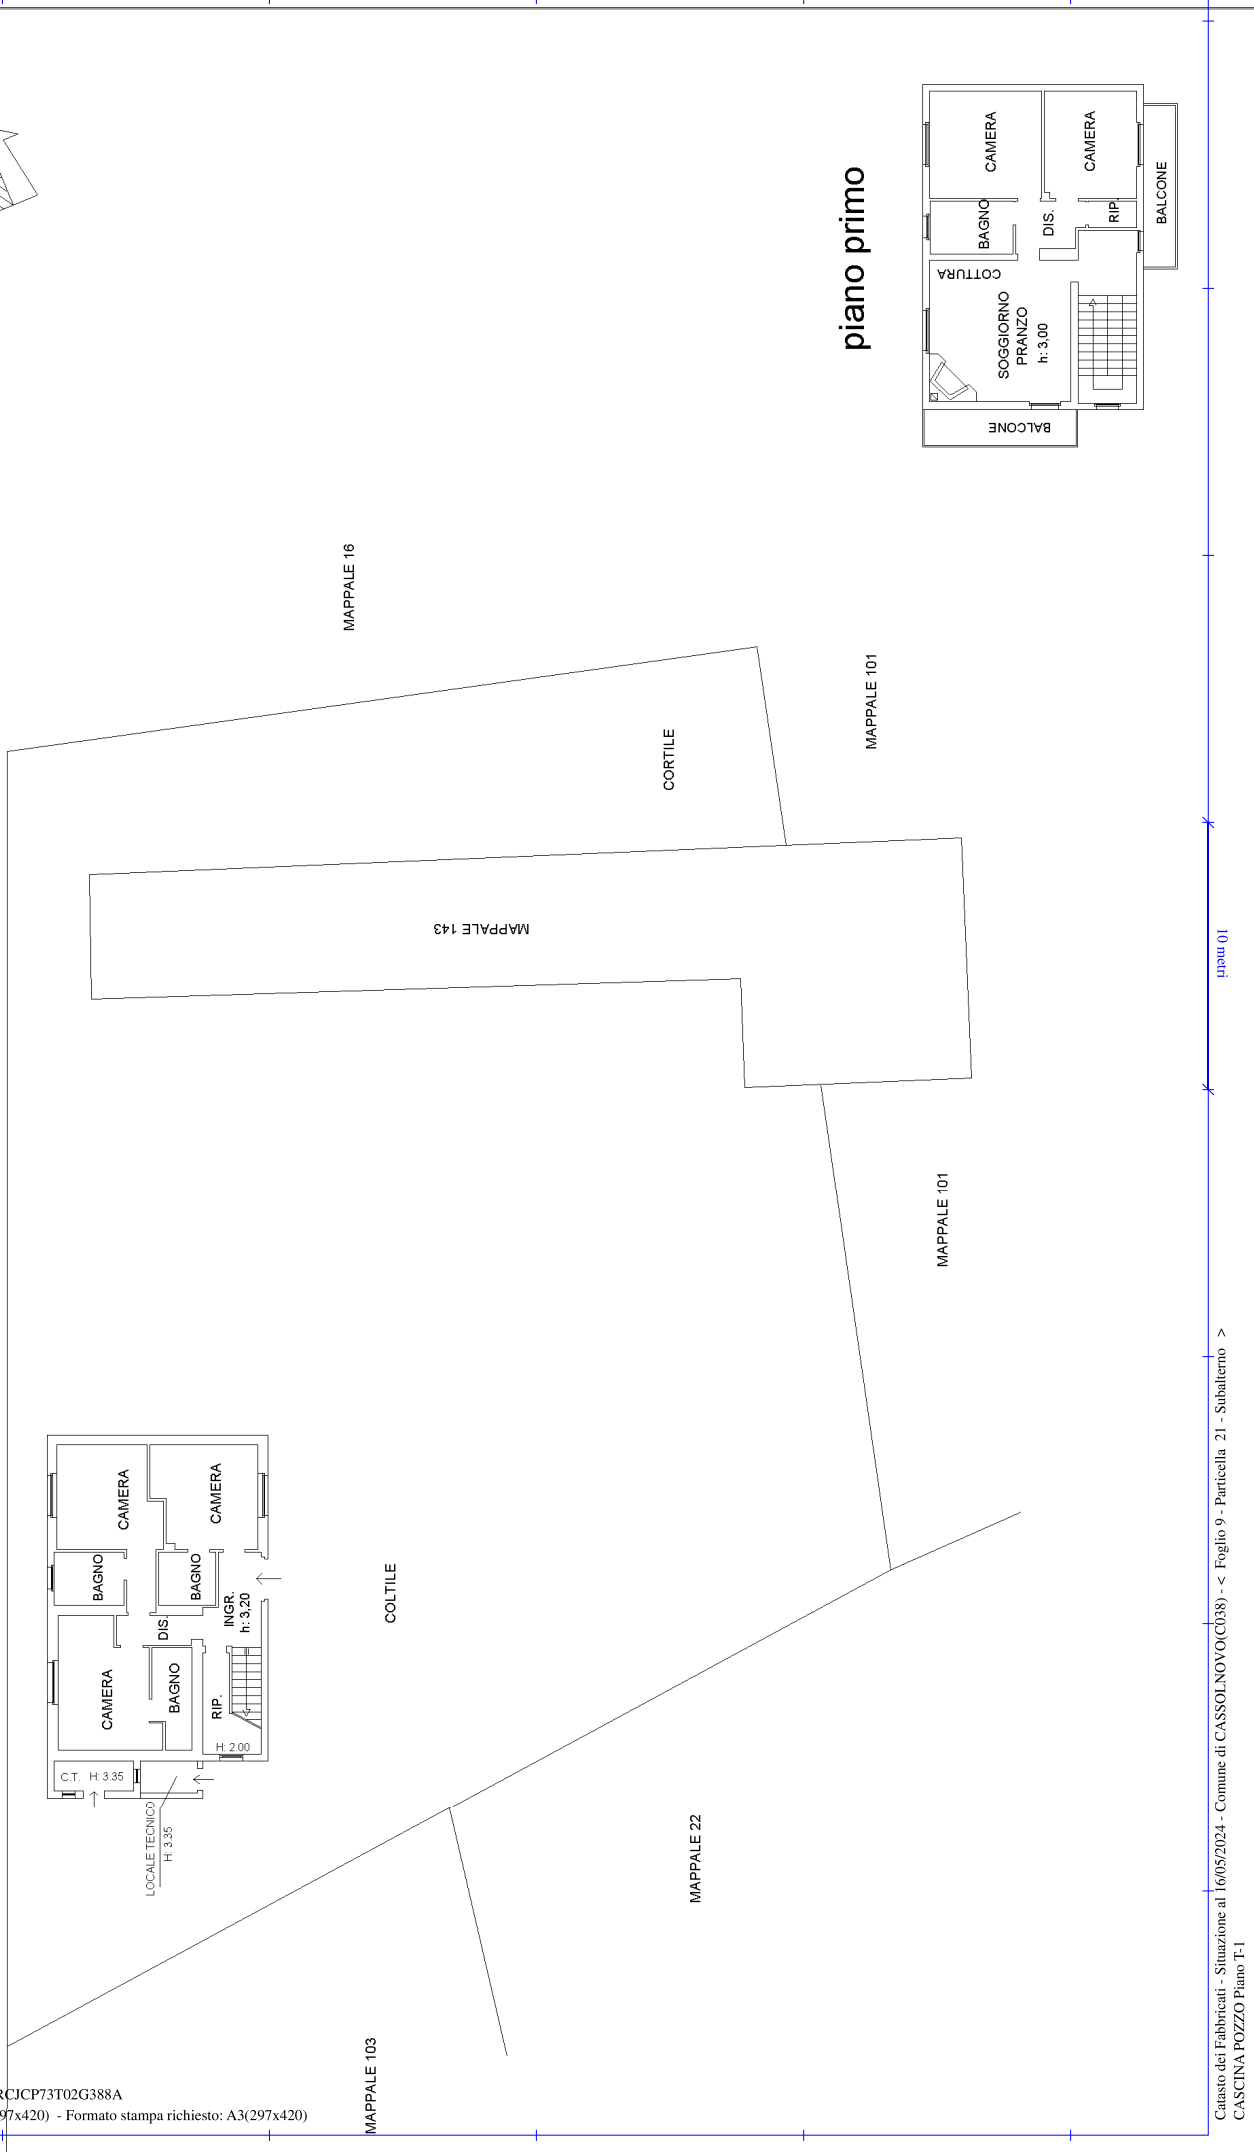 piano primo
CAMERA
CAMERA
BALCONE
BAGNO
DIS.
RIP.
COTTURA
SOGGIORNO
PRANZO
h: 3,00
BALCONE
MAPPALE 16
MAPPALE 101
CORTILE
MAPPALE 143
10 metri
MAPPALE 101
CAMERA
CAMERA
BAGNO
BAGNO
INGR.
h: 3,20
DIS.
CAMERA
BAGNO
RIP.
H: 2.00
C.T. H: 3.35
LOCALE TECNICO
H: 3.35
COLTILE
MAPPALE 22
MAPPALE 103
RCJCP73T02G388A
97x420) - Formato stampa richiesto: A3(297x420)
Catasto dei Fabbricati - Situazione al 16/05/2024 - Comune di CASSOLNOVO(C038) - < Foglio 9 - Particella 21 - Subalterno >
CASCINA POZZO Piano T-1